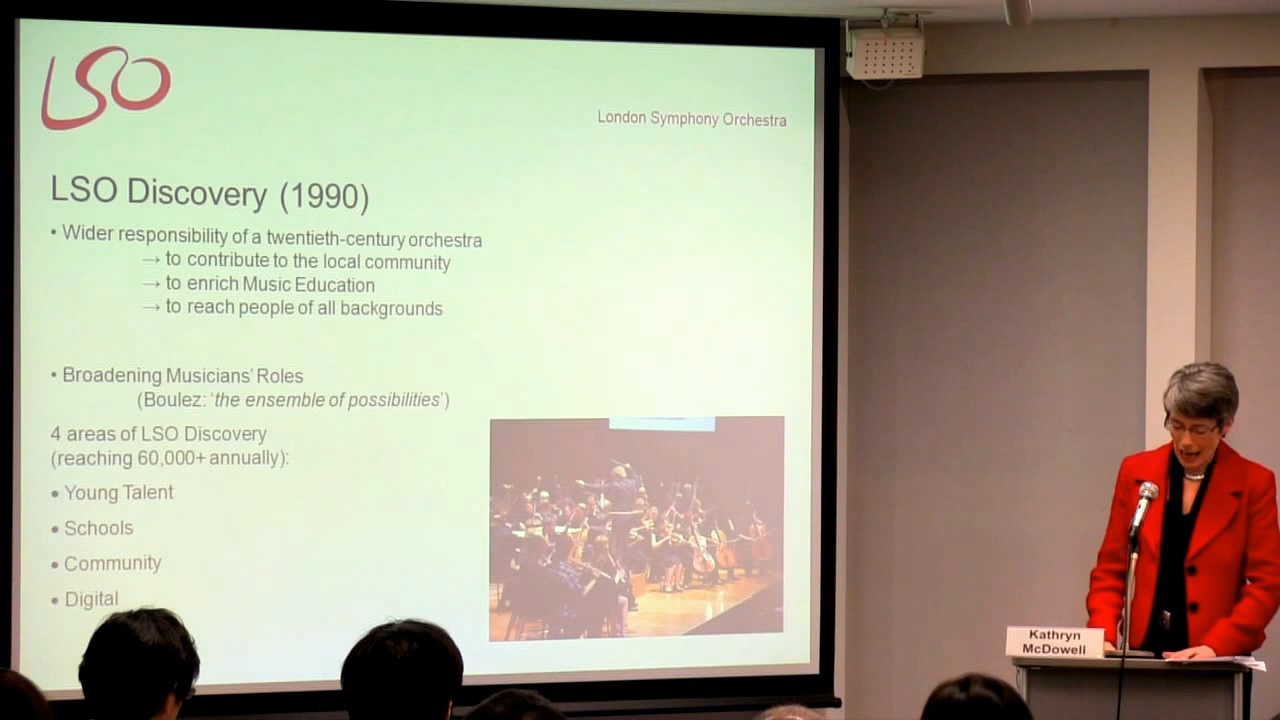 LSO
London Symphony Orchestra
LSO Discovery (1990)
• Wider responsibility of a twentieth-century orchestra
→ to contribute to the local community
→ to enrich Music Education
→ to reach people of all backgrounds
• Broadening Musicians' Roles
(Boulez: 'the ensemble of possibilities')
4 areas of LSO Discovery
(reaching 60,000+ annually):
• Young Talent
• Schools
• Community
• Digital
Kathryn
McDowell